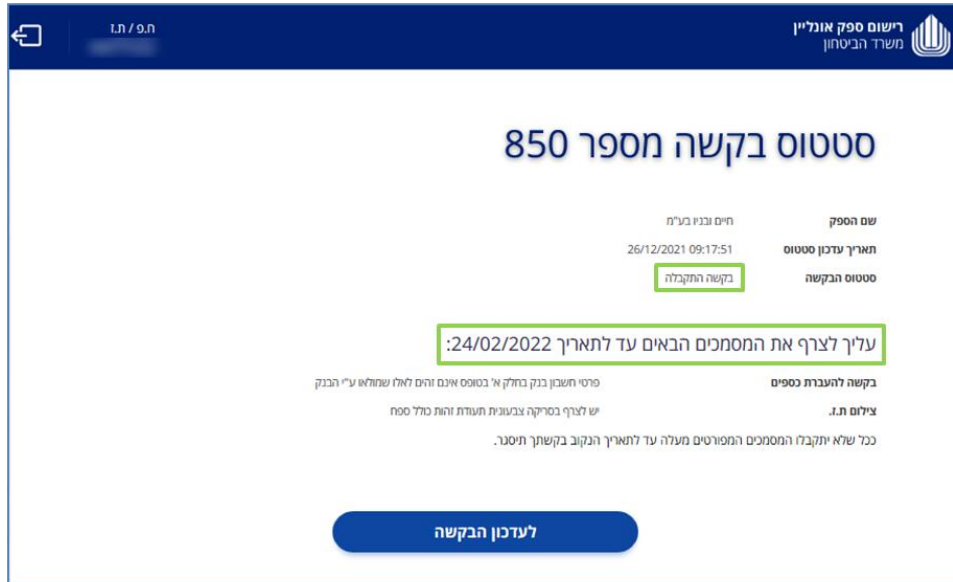 רישום ספק אונליין
משרד הביטחון
ח.פ / ת.ז
סטטוס בקשה מספר 850
שם הספק חיים ובניו בע"מ
תאריך עדכון סטטוס 26/12/2021 09:17:51
סטטוס הבקשה בקשה התקבלה
עליך לצרף את המסמכים הבאים עד לתאריך 24/02/2022:
בקשה להעברת כספים פרטי חשבון בנק בחלק א' בטופס אינם זהים לאלו שמולאו ע"י הבנק
צילום ת.ז. יש לצרף בסריקה צבעונית תעודת זהות כולל ספח
ככל שלא יתקבלו המסמכים המפורטים מעלה עד לתאריך הנקוב בקשתך תיסגר.
לעדכון הבקשה